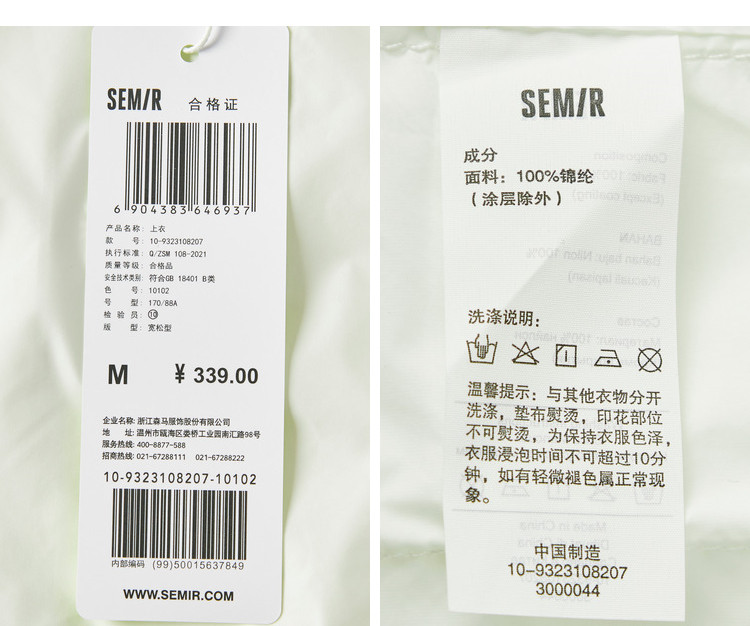 SEMIR 合格证
6 904383 646937
产品名称: 上衣
款 号: 10-9323108207
执行标准: Q/ZSM 108-2021
质量等级: 合格品
安全技术类别: 符合GB 18401 B类
色 号: 10102
号 型: 170/88A
检 验 员: ⑩
版 型: 宽松型
M ¥ 339.00
企业名称: 浙江森马服饰股份有限公司
地 址: 温州市瓯海区娄桥工业园南汇路98号
服务热线: 400-8877-588
招商热线: 021-67288111 021-67288222
10-9323108207-10102
内部编码 (99)50015637849
WWW.SEMIR.COM
SEMIR
成分
面料: 100%锦纶
(涂层除外)
洗涤说明:
温馨提示: 与其他衣物分开
洗涤, 垫布熨烫, 印花部位
不可熨烫, 为保持衣服色泽,
衣服浸泡时间不可超过10分
钟, 如有轻微褪色属正常现
象。
中国制造
10-9323108207
3000044